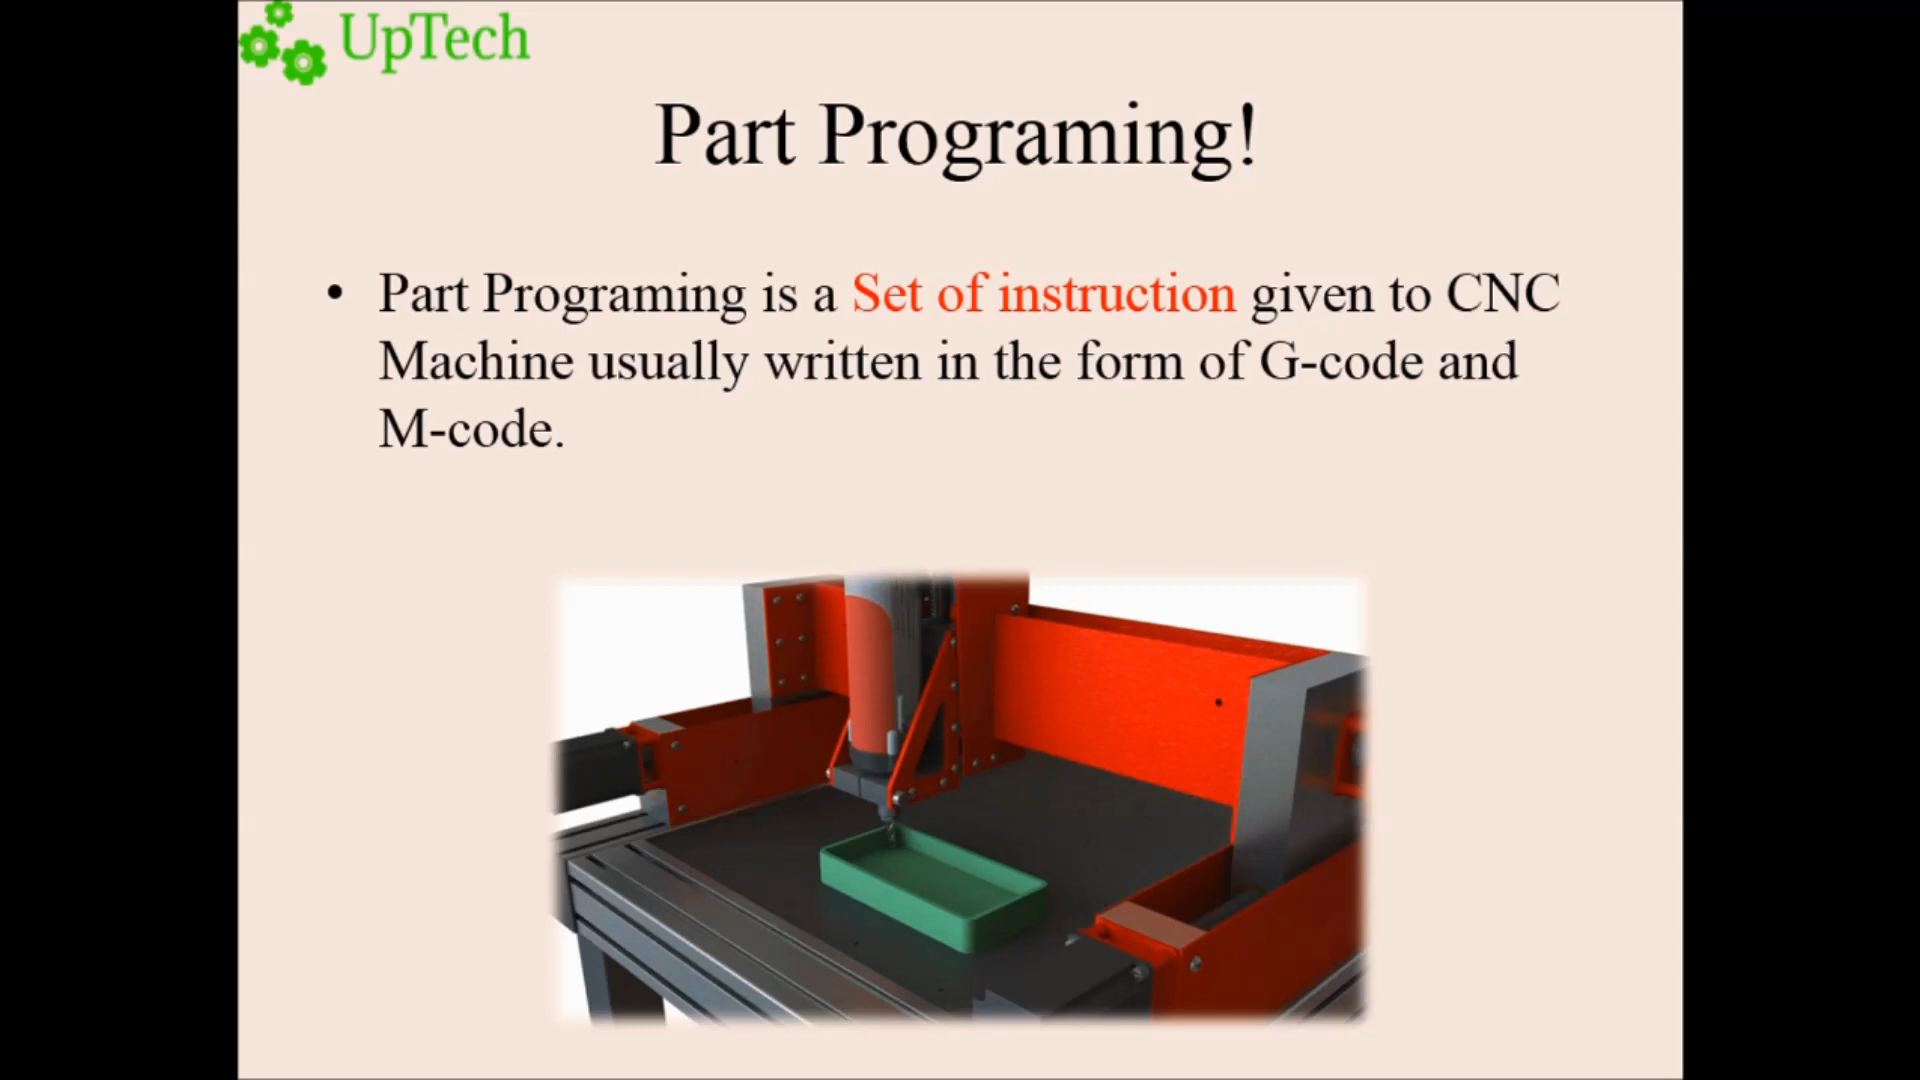 UpTech
Part Programing!
• Part Programing is a Set of instruction given to CNC
Machine usually written in the form of G-code and
M-code.